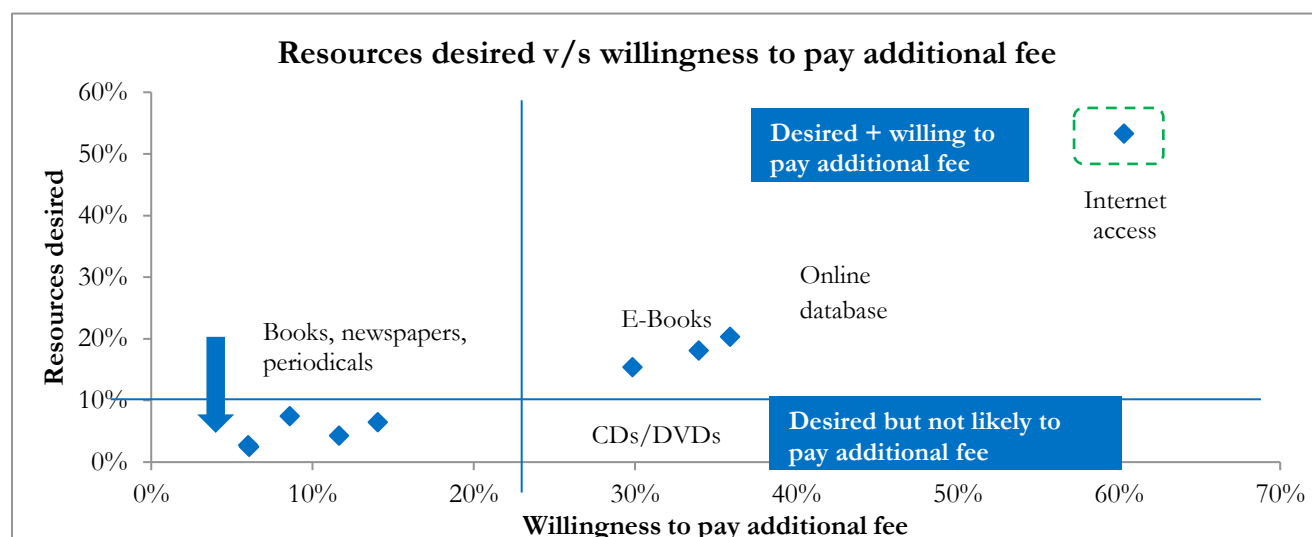 Resources desired v/s willingness to pay additional fee
60%
50%
40%
30%
20%
10%
0%
Resources desired
Desired + willing to
pay additional fee
Internet
access
Online
database
E-Books
Books, newspapers,
periodicals
CDs/DVDs
Desired but not likely to
pay additional fee
0% 10% 20% 30% 40% 50% 60% 70%
Willingness to pay additional fee